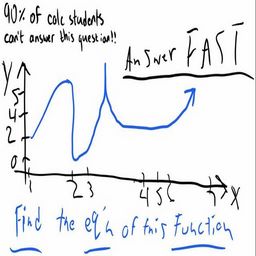 90% of calc students
can't answer this question!!
Answer FAST
Y
5
4
2
0
1 2 3 4 5 6 7 X
Find the eq'n of this Function